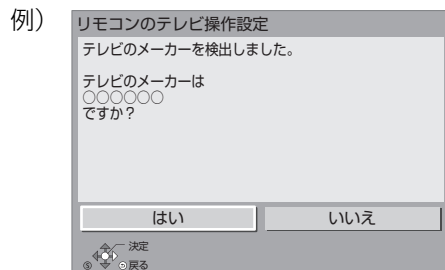 例）
リモコンのテレビ操作設定
テレビのメーカーを検出しました。
テレビのメーカーは
○○○○○○
ですか？
はい
いいえ
決定
S
戻る